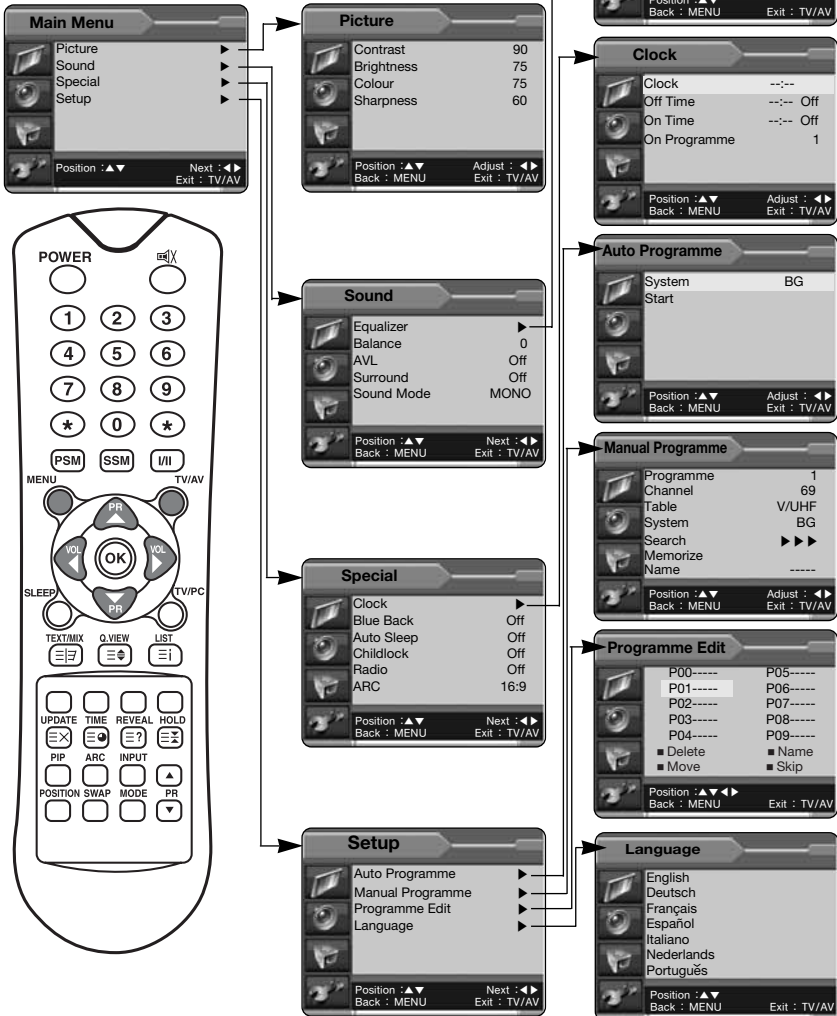 Main Menu
Picture ▶
Sound ▶
Special ▶
Setup ▶
Position :▲▼ Next :◀▶
Exit : TV/AV
Picture
Contrast 90
Brightness 75
Colour 75
Sharpness 60
Position :▲▼ Adjust : ◀▶
Back : MENU Exit : TV/AV
Position :▲▼
Back : MENU Exit : TV/AV
Clock
Clock --:--
Off Time --:-- Off
On Time --:-- Off
On Programme 1
Position :▲▼ Adjust : ◀▶
Back : MENU Exit : TV/AV
POWER
1 2 3
4 5 6
7 8 9
* 0 *
PSM SSM I/II
MENU TV/AV
PR
VOL OK VOL
PR
SLEEP TV/PC
TEXT/MIX Q.VIEW LIST
UPDATE TIME REVEAL HOLD
PIP ARC INPUT
POSITION SWAP MODE PR
Sound
Equalizer ▶
Balance 0
AVL Off
Surround Off
Sound Mode MONO
Position :▲▼ Next :◀▶
Back : MENU Exit : TV/AV
Auto Programme
System BG
Start
Position :▲▼ Adjust : ◀▶
Back : MENU Exit : TV/AV
Manual Programme
Programme 1
Channel 69
Table V/UHF
System BG
Search ▶▶▶
Memorize
Name -----
Position :▲▼ Adjust : ◀▶
Back : MENU Exit : TV/AV
Special
Clock ▶
Blue Back Off
Auto Sleep Off
Childlock Off
Radio Off
ARC 16:9
Position :▲▼ Next :◀▶
Back : MENU Exit : TV/AV
Programme Edit
P00----- P05-----
P01----- P06-----
P02----- P07-----
P03----- P08-----
P04----- P09-----
■ Delete ■ Name
■ Move ■ Skip
Position :▲▼◀▶
Back : MENU Exit : TV/AV
Setup
Auto Programme ▶
Manual Programme ▶
Programme Edit ▶
Language ▶
Position :▲▼ Next :◀▶
Back : MENU Exit : TV/AV
Language
English
Deutsch
Français
Español
Italiano
Nederlands
Portuguěs
Position :▲▼
Back : MENU Exit : TV/AV